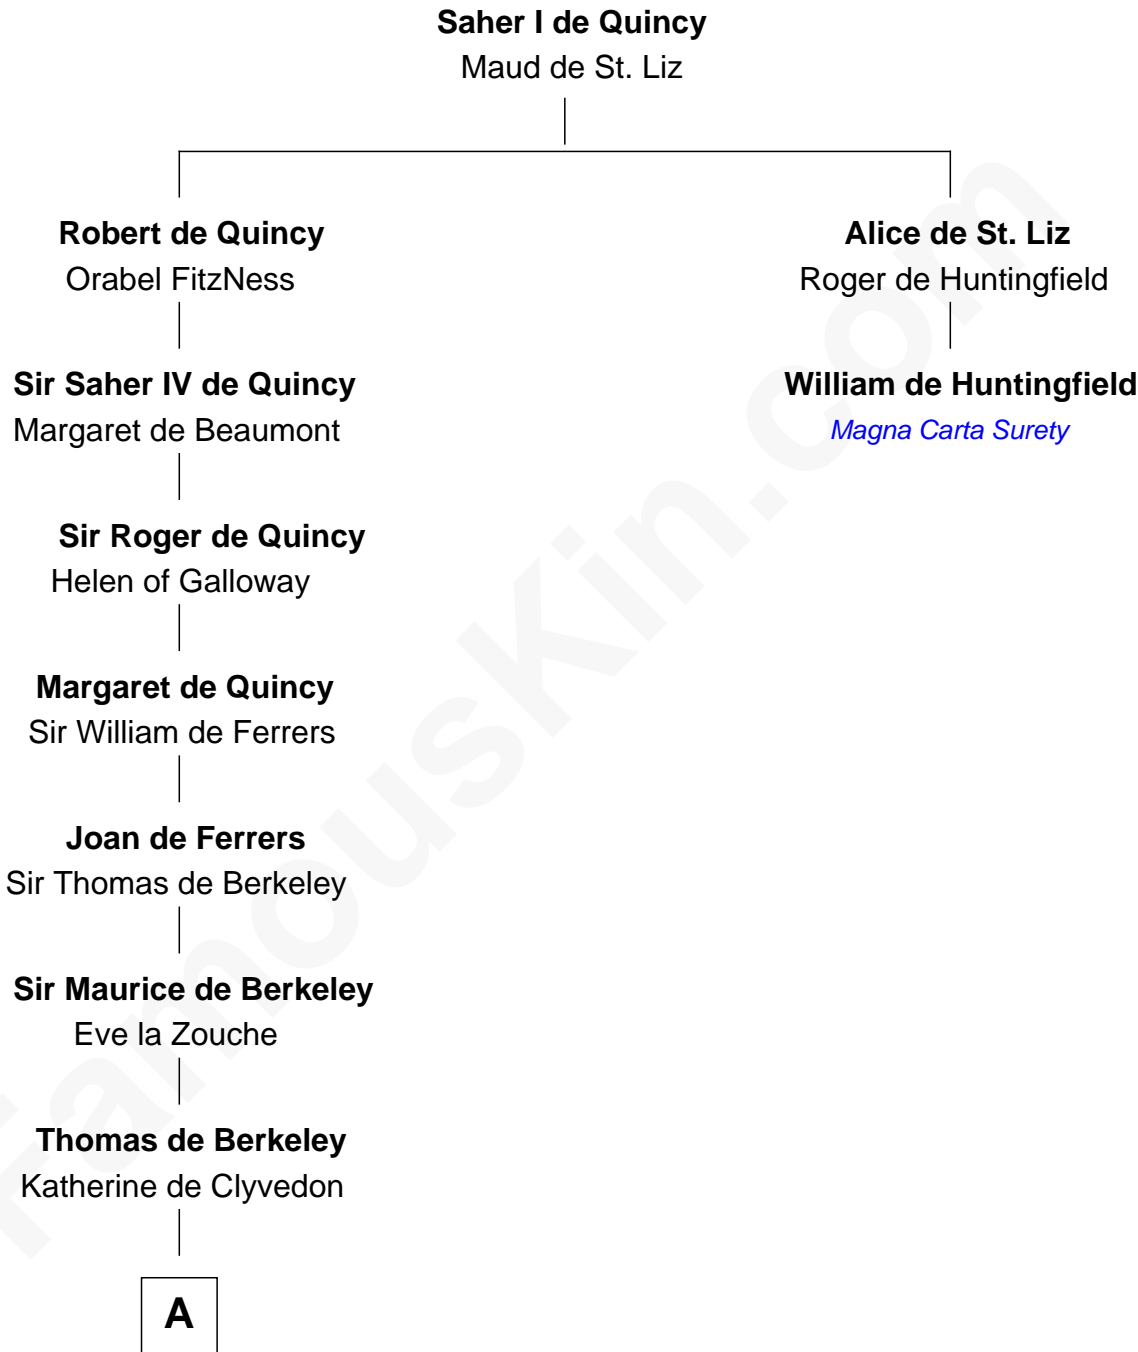 Saher I de Quincy
Maud de St. Liz
Robert de Quincy
Orabel FitzNess
Alice de St. Liz
Roger de Huntingfield
Sir Saher IV de Quincy
Margaret de Beaumont
William de Huntingfield
Magna Carta Surety
Sir Roger de Quincy
Helen of Galloway
Margaret de Quincy
Sir William de Ferrers
Joan de Ferrers
Sir Thomas de Berkeley
Sir Maurice de Berkeley
Eve la Zouche
Thomas de Berkeley
Katherine de Clyvedon
A
FamousKin.com